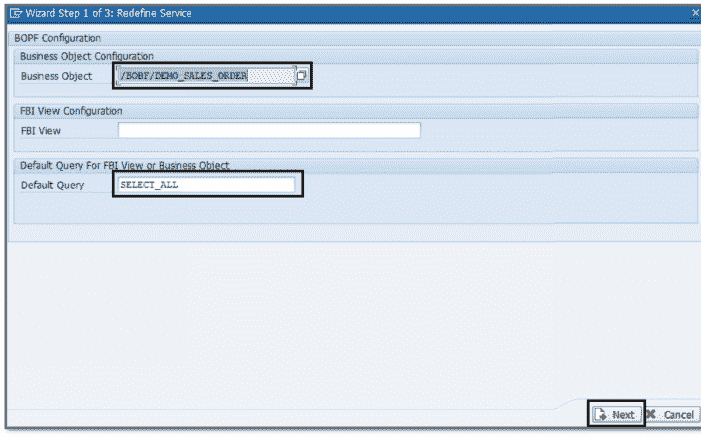 Wizard Step 1 of 3: Redefine Service
BOPF Configuration
Business Object Configuration
Business Object /BOBF/DEMO_SALES_ORDER
FBI View Configuration
FBI View
Default Query For FBI View or Business Object
Default Query SELECT_ALL
Next Cancel